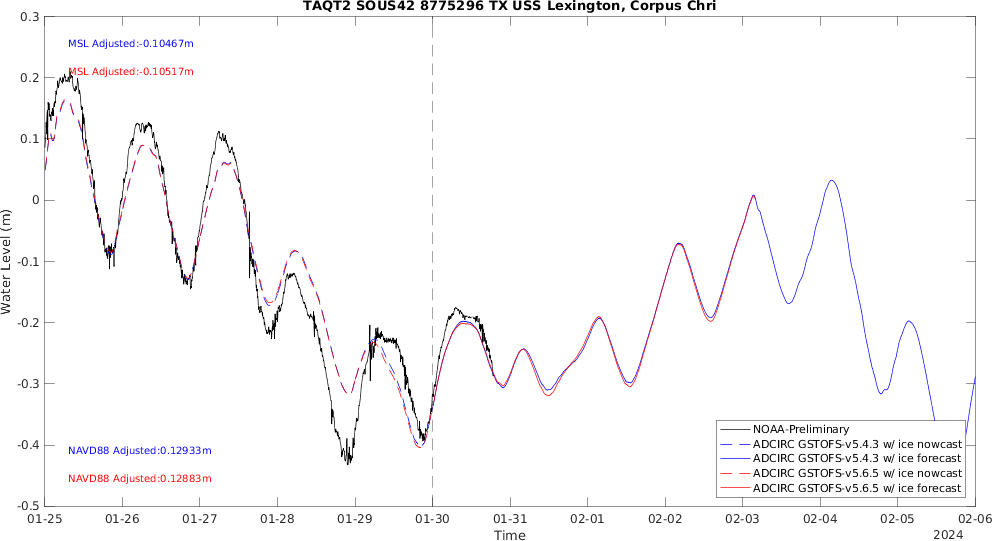 TAQT2 SOUS42 8775296 TX USS Lexington, Corpus Chri
0.3
MSL Adjusted:-0.10467m
MSL Adjusted:-0.10517m
0.2
0.1
0
-0.1
-0.2
-0.3
-0.4
-0.5
Water Level (m)
NAVD88 Adjusted:0.12933m
NAVD88 Adjusted:0.12883m
NOAA-Preliminary
ADCIRC GSTOFS-v5.4.3 w/ ice nowcast
ADCIRC GSTOFS-v5.4.3 w/ ice forecast
ADCIRC GSTOFS-v5.6.5 w/ ice nowcast
ADCIRC GSTOFS-v5.6.5 w/ ice forecast
01-25 01-26 01-27 01-28 01-29 01-30 01-31 02-01 02-02 02-03 02-04 02-05 02-06
Time
2024